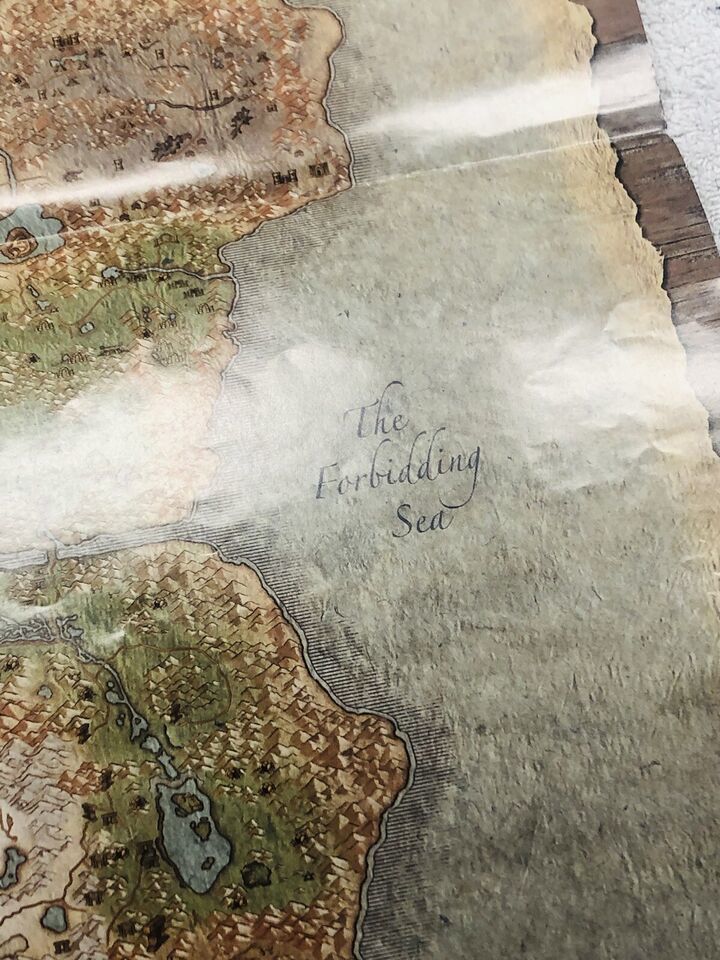 The
Forbidding
Sea